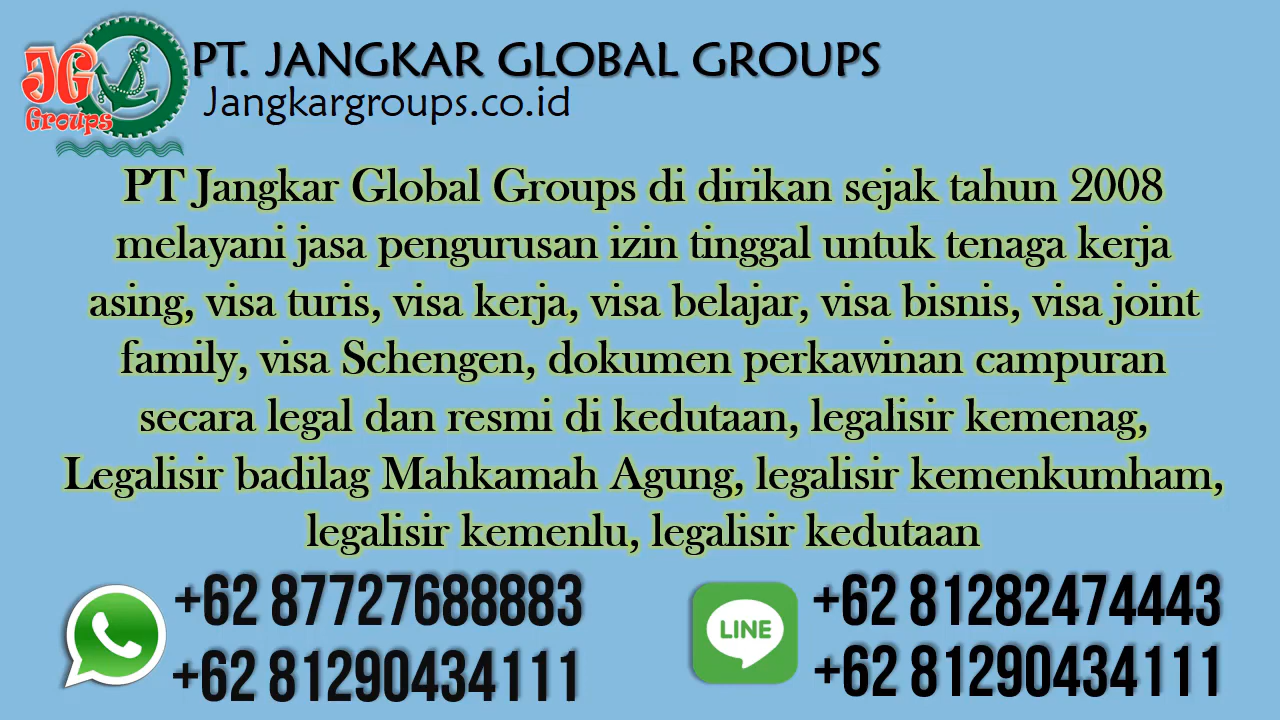 JG
Groups
PT. JANGKAR GLOBAL GROUPS
Jangkargroups.co.id
PT Jangkar Global Groups di dirikan sejak tahun 2008
melayani jasa pengurusan izin tinggal untuk tenaga kerja
asing, visa turis, visa kerja, visa belajar, visa bisnis, visa joint
family, visa Schengen, dokumen perkawinan campuran
secara legal dan resmi di kedutaan, legalisir kemenag,
Legalisir badilag Mahkamah Agung, legalisir kemenkumham,
legalisir kemenlu, legalisir kedutaan
+62 87727688883
+62 81290434111
LINE
+62 81282474443
+62 81290434111